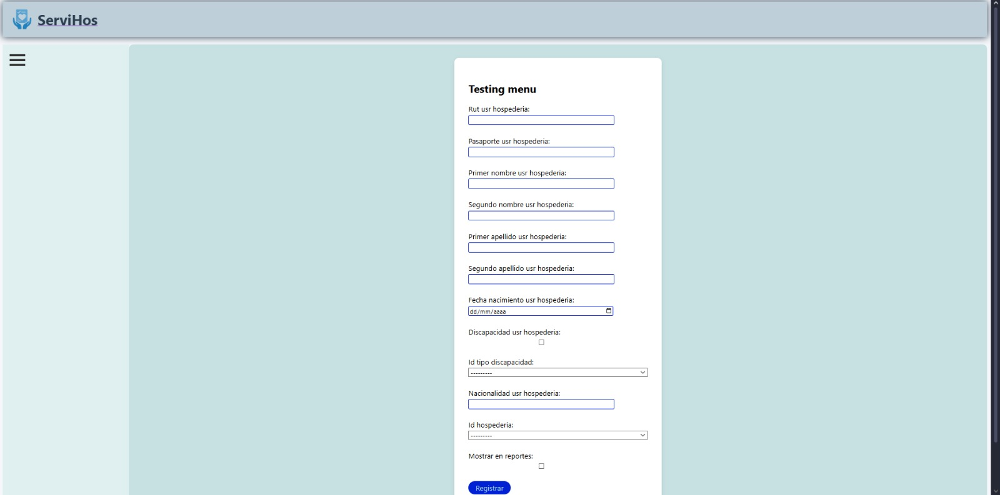 ServiHos
Testing menu
Rut usr hospederia:
Pasaporte usr hospederia:
Primer nombre usr hospederia:
Segundo nombre usr hospederia:
Primer apellido usr hospederia:
Segundo apellido usr hospederia:
Fecha nacimiento usr hospederia:
dd/mm/aaaa
Discapacidad usr hospederia:
Id tipo discapacidad:
---------
Nacionalidad usr hospederia:
Id hospederia:
---------
Mostrar en reportes:
Registrar